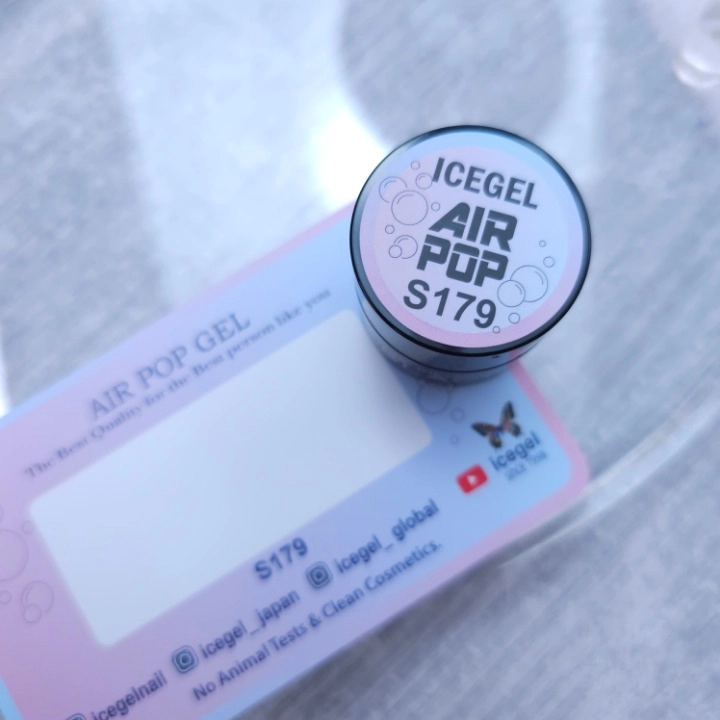 ICEGEL
AIR
POP
S179
AIR POP GEL
The Best Quality for the Best person like you
icegel
S179
icegel_global
icegel_japan
icegelnail
No Animal Tests & Clean Cosmetics.